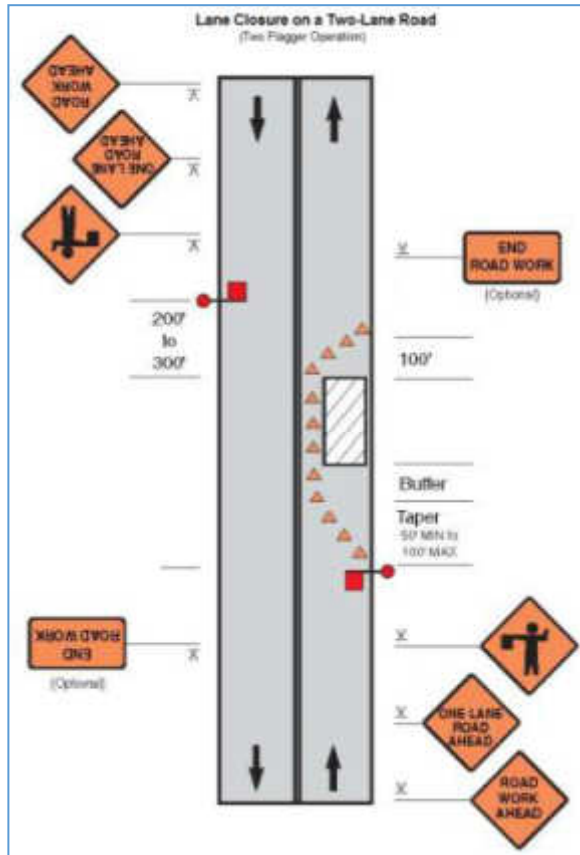 Lane Closure on a Two-Lane Road
(Two Flagger Operation)
ROAD
WORK
AHEAD
ONE LANE
ROAD
AHEAD
END
ROAD WORK
(Optional)
200'
to
300'
100'
Buffer
Taper
50' MIN to
100' MAX
END
ROAD WORK
(Optional)
ONE LANE
ROAD
AHEAD
ROAD
WORK
AHEAD